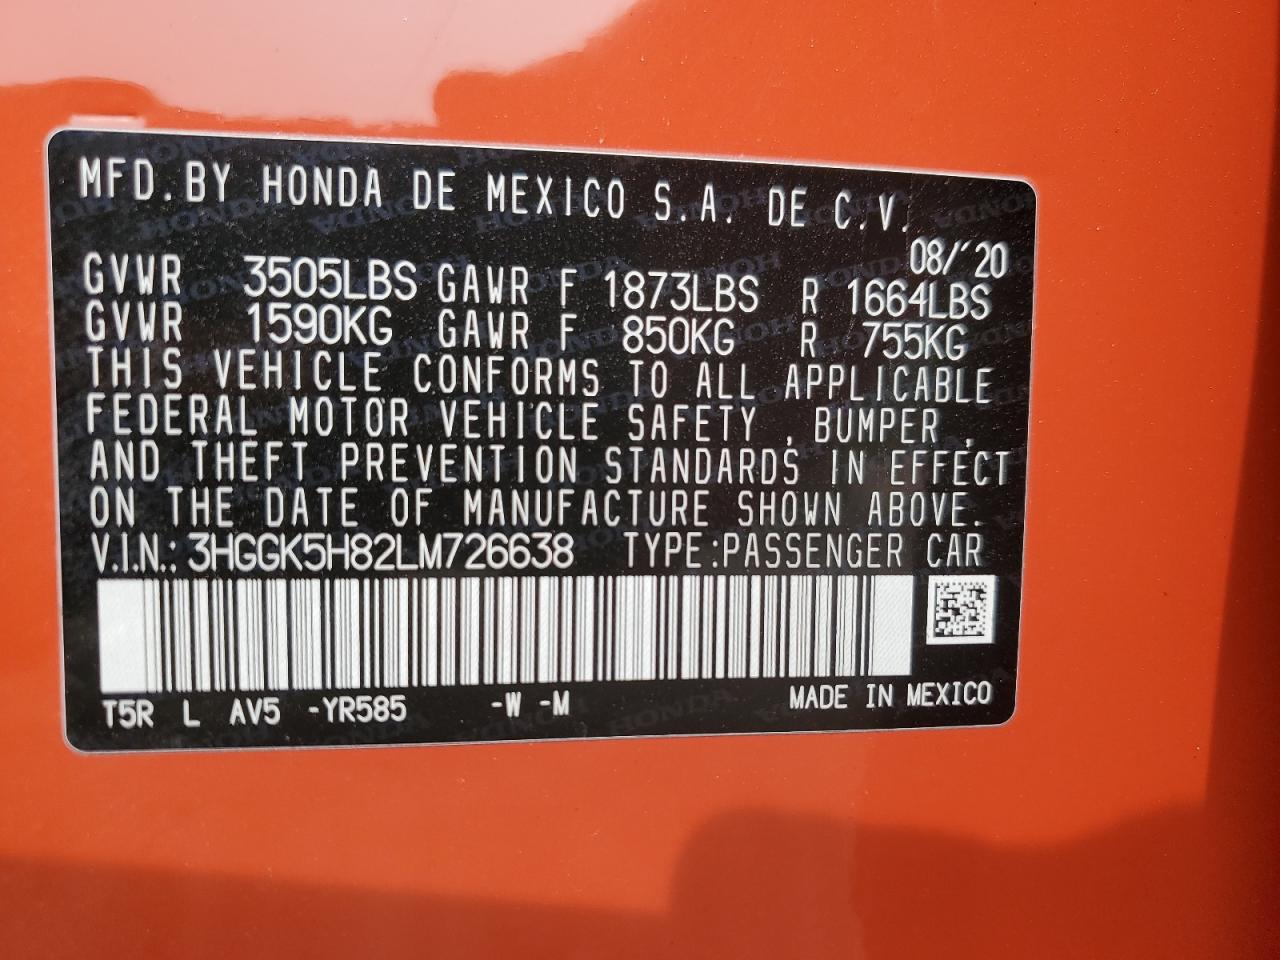 MFD.BY HONDA DE MEXICO S.A. DE C.V.
08/´20
GVWR 3505LBS GAWR F 1873LBS R 1664LBS
GVWR 1590KG GAWR F 850KG R 755KG
THIS VEHICLE CONFORMS TO ALL APPLICABLE
FEDERAL MOTOR VEHICLE SAFETY , BUMPER ,
AND THEFT PREVENTION STANDARDS IN EFFECT
ON THE DATE OF MANUFACTURE SHOWN ABOVE.
V.I.N.: 3HGGK5H82LM726638 TYPE:PASSENGER CAR
T5R L AV5 -YR585 -W -M MADE IN MEXICO